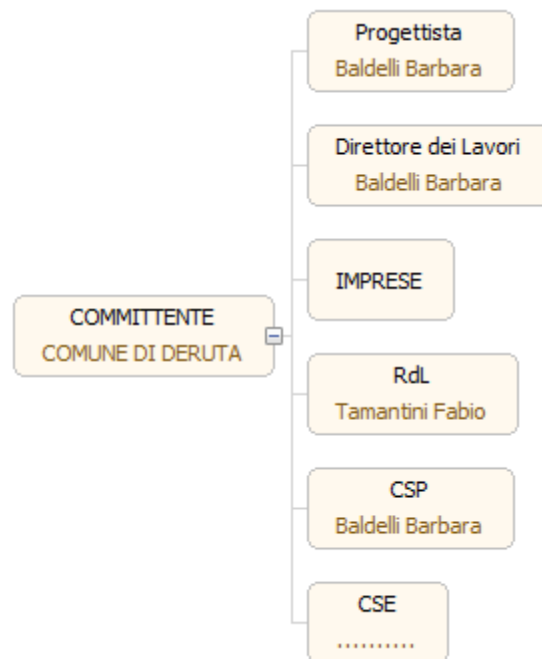 Progettista
Baldelli Barbara
Direttore dei Lavori
Baldelli Barbara
IMPRESE
COMMITTENTE
COMUNE DI DERUTA
RdL
Tamantini Fabio
CSP
Baldelli Barbara
CSE
..........